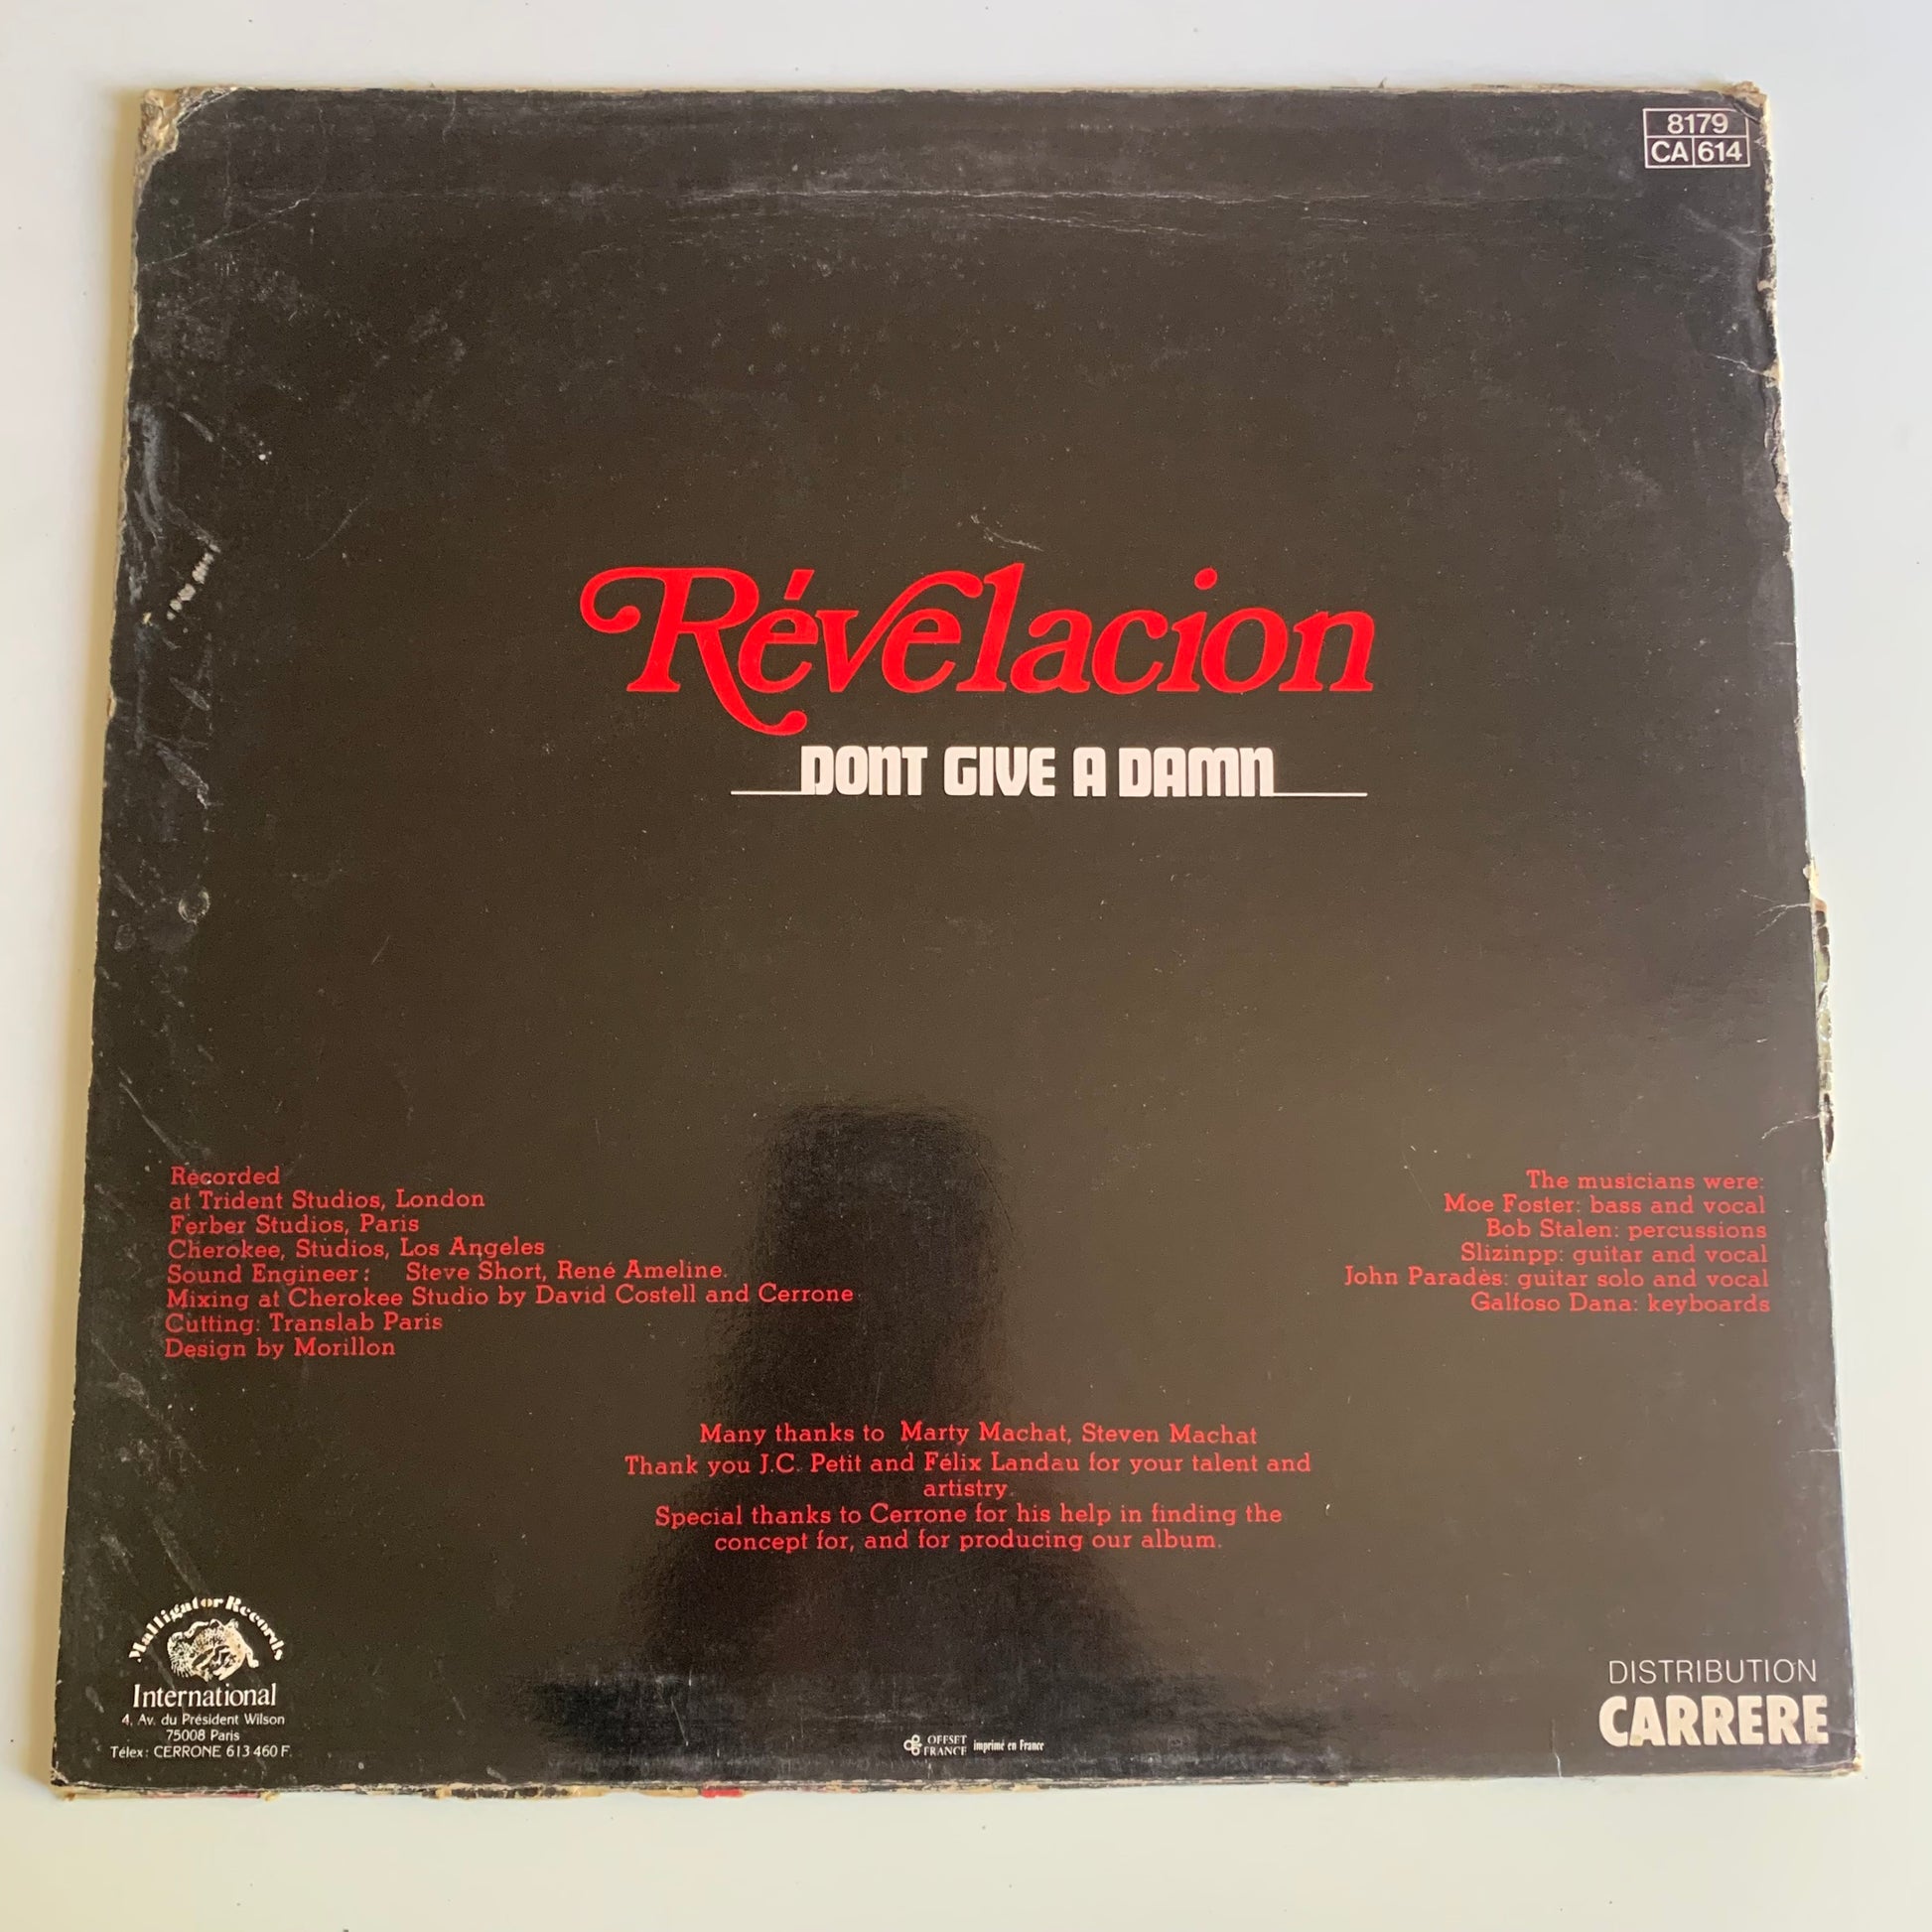 8179
CA 614
Révelacion
DONT GIVE A DAMN
Recorded
at Trident Studios, London
Ferber Studios, Paris
Cherokee, Studios, Los Angeles
Sound Engineer: Steve Short, René Ameline.
Mixing at Cherokee Studio by David Costell and Cerrone
Cutting: Translab Paris
Design by Morillon
The musicians were:
Moe Foster: bass and vocal
Bob Stalen: percussions
Slizinpp: guitar and vocal
John Paradès: guitar solo and vocal
Galfoso Dana: keyboards
Many thanks to Marty Machat, Steven Machat
Thank you J.C. Petit and Félix Landau for your talent and
artistry.
Special thanks to Cerrone for his help in finding the
concept for, and for producing our album.
Malligator Records
International
4, Av. du Président Wilson
75008 Paris
Télex: CERRONE 613 460 F.
OFFSET
FRANCE imprimé en France
DISTRIBUTION
CARRERE